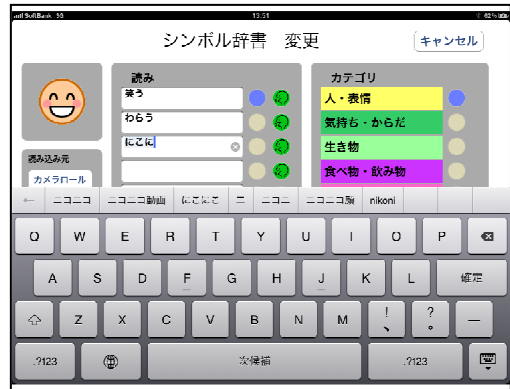 SoftBank 3G 13:51 62%
シンボル辞書 変更 キャンセル
読み
笑う
わらう
にこに
読み込み元
カメラロール
カテゴリ
人・表情
気持ち・からだ
生き物
食べ物・飲み物
← ニコニコ ニコニコ動画 にこにこ ニ ニコニ ニコニコ顔 nikoni
Q W E R T Y U I O P
A S D F G H J K L 確定
Z X C V B N M ! 、 ? 。 ー
.?123 次候補 .?123